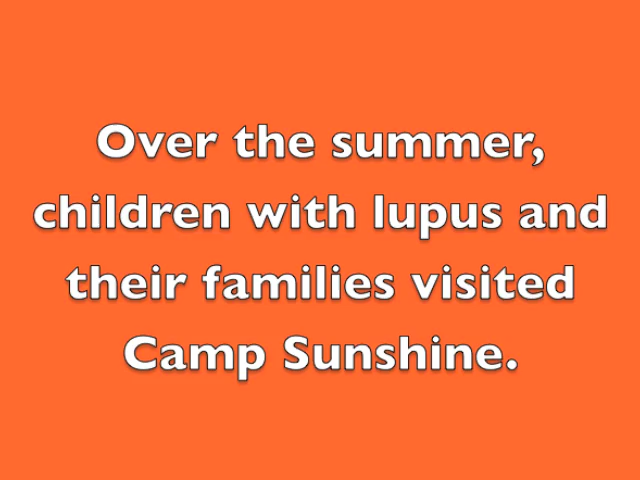 Over the summer,
children with lupus and
their families visited
Camp Sunshine.